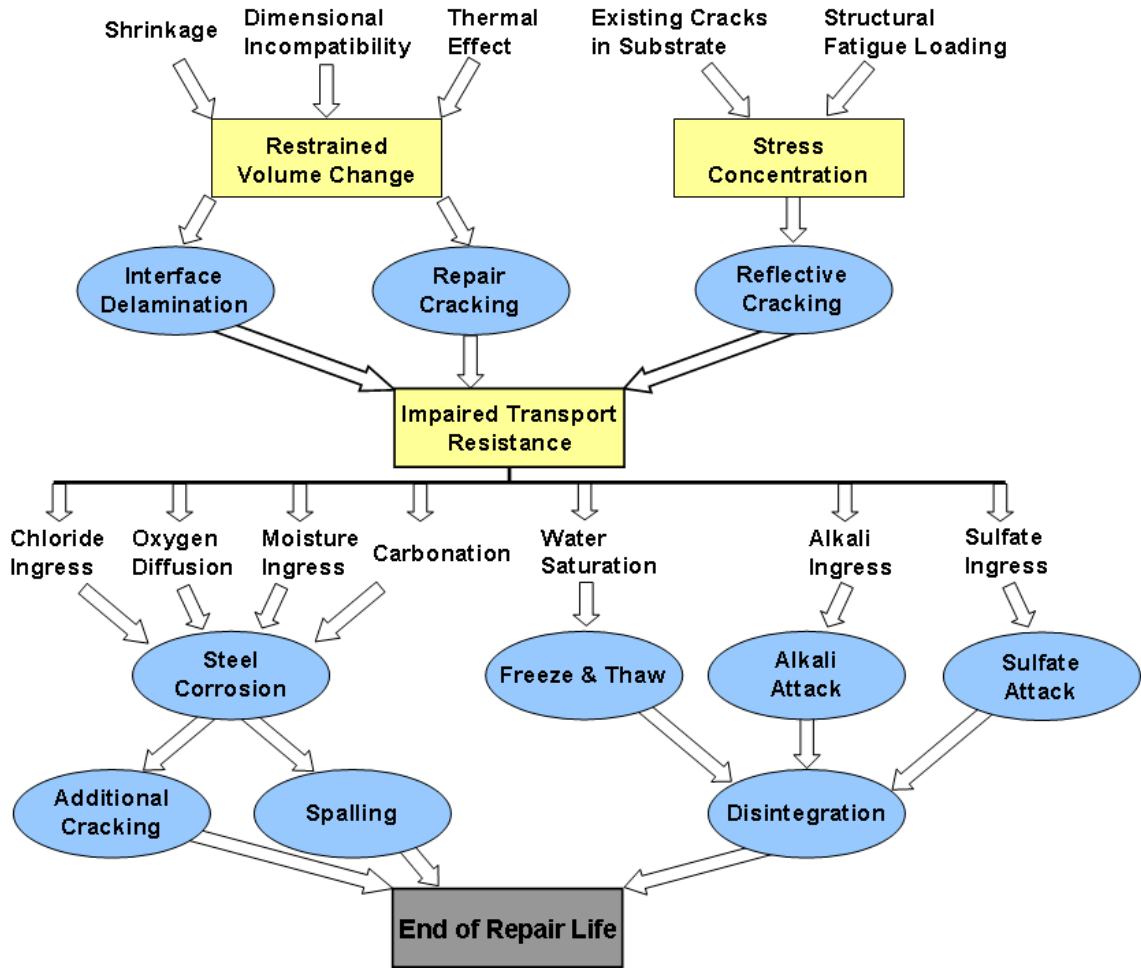 Shrinkage
Dimensional
Incompatibility
Thermal
Effect
Existing Cracks
in Substrate
Structural
Fatigue Loading
Restrained
Volume Change
Stress
Concentration
Interface
Delamination
Repair
Cracking
Reflective
Cracking
Impaired Transport
Resistance
Chloride
Ingress
Oxygen
Diffusion
Moisture
Ingress
Carbonation
Water
Saturation
Alkali
Ingress
Sulfate
Ingress
Steel
Corrosion
Freeze & Thaw
Alkali
Attack
Sulfate
Attack
Additional
Cracking
Spalling
Disintegration
End of Repair Life